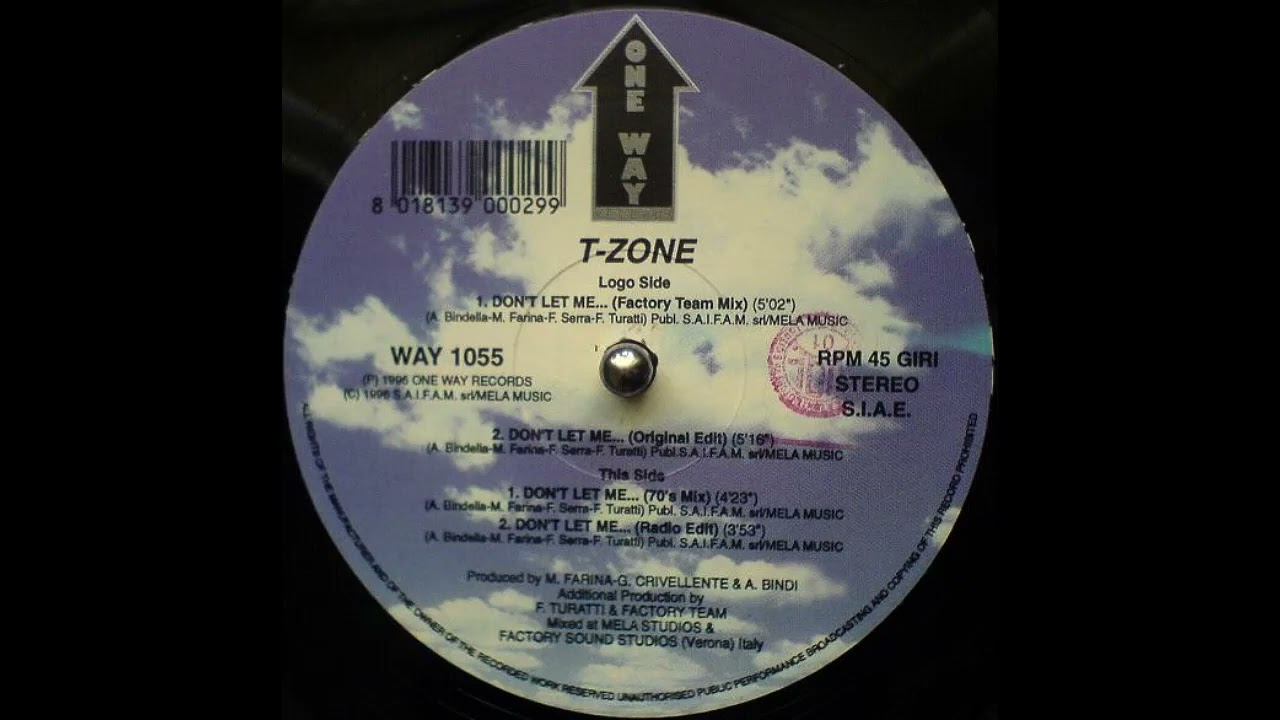 ONE WAY
8 018139 000299
T-ZONE
Logo Side
1. DON'T LET ME... (Factory Team Mix) (5'02")
(A. Bindella-M. Farina-F. Serra-F. Turatti) Publ. S.A.I.F.A.M. srl/MELA MUSIC
WAY 1055
(P) 1996 ONE WAY RECORDS
(C) 1996 S.A.I.F.A.M. srl/MELA MUSIC
RPM 45 GIRI
STEREO
S.I.A.E.
2. DON'T LET ME... (Original Edit) (5'16")
(A. Bindella-M. Farina-F. Serra-F. Turatti) Publ.S.A.I.F.A.M. srl/MELA MUSIC
This Side
1. DON'T LET ME... (70's Mix) (4'23")
(A. Bindella-M. Farina-F. Serra-F. Turatti) Publ. S.A.I.F.A.M. srl/MELA MUSIC
2. DON'T LET ME... (Radio Edit) (3'53")
(A. Bindella-M. Farina-F. Serra-F. Turatti) Publ. S.A.I.F.A.M. srl/MELA MUSIC
Produced by M. FARINA-G. CRIVELLENTE & A. BINDI
Additional Production by
F. TURATTI & FACTORY TEAM
Mixed at MELA STUDIOS &
FACTORY SOUND STUDIOS (Verona) Italy
ALL RIGHTS OF THE MANUFACTURER AND OF THE OWNER OF THE RECORDED WORK RESERVED UNAUTHORISED PUBLIC PERFORMANCE BROADCASTING AND COPYING OF THIS RECORD PROHIBITED